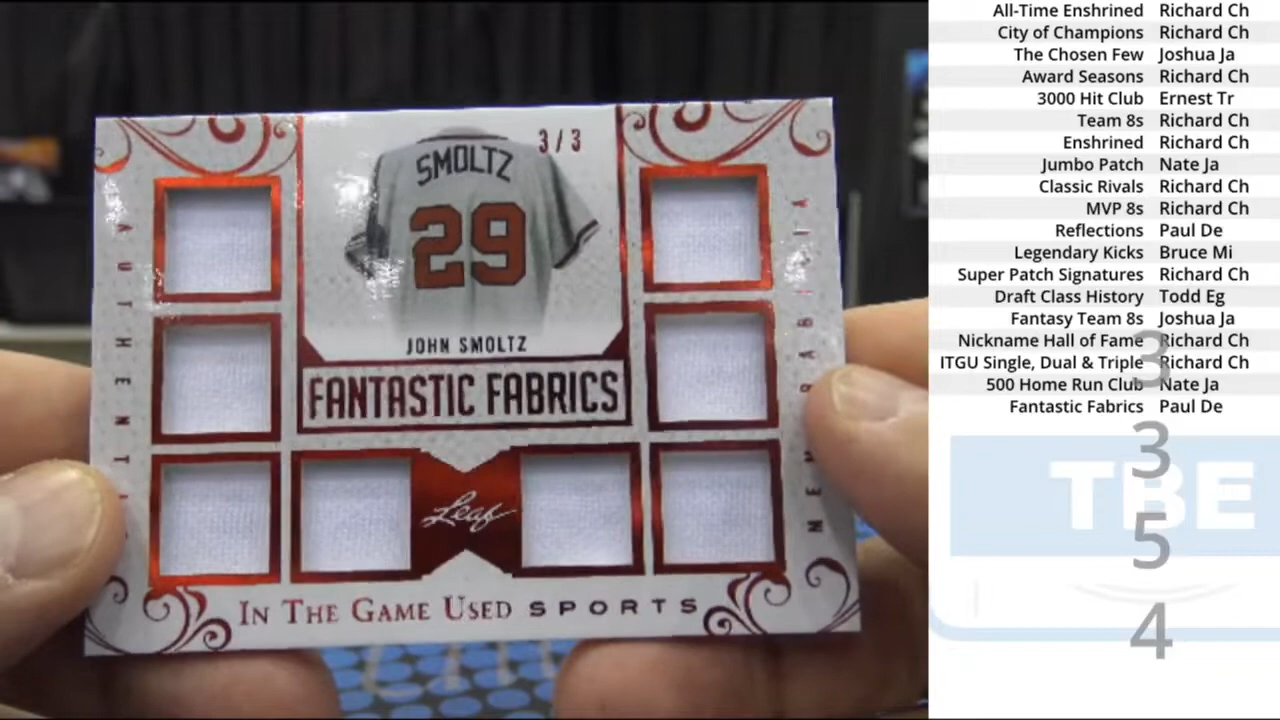 3/3
SMOLTZ
29
JOHN SMOLTZ
FANTASTIC FABRICS
Leaf
IN THE GAME USED SPORTS
All-Time Enshrined Richard Ch
City of Champions Richard Ch
The Chosen Few Joshua Ja
Award Seasons Richard Ch
3000 Hit Club Ernest Tr
Team 8s Richard Ch
Enshrined Richard Ch
Jumbo Patch Nate Ja
Classic Rivals Richard Ch
MVP 8s Richard Ch
Reflections Paul De
Legendary Kicks Bruce Mi
Super Patch Signatures Richard Ch
Draft Class History Todd Eg
Fantasy Team 8s Joshua Ja
Nickname Hall of Fame Richard Ch
ITGU Single, Dual & Triple Richard Ch
500 Home Run Club Nate Ja
Fantastic Fabrics Paul De
3
3
5
4
TBE